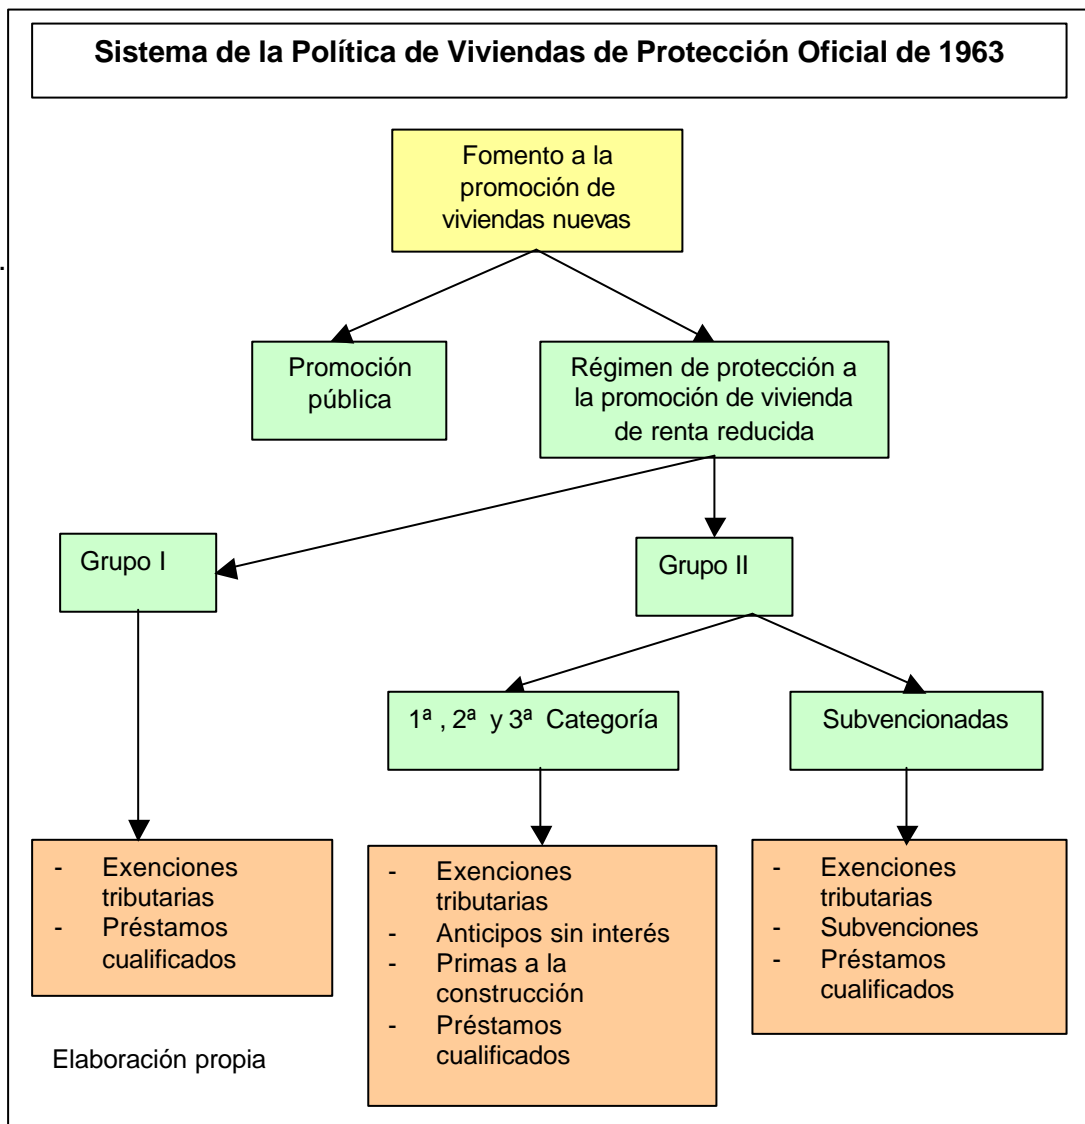 Sistema de la Política de Viviendas de Protección Oficial de 1963
Fomento a la
promoción de
viviendas nuevas
.
Promoción
pública
Régimen de protección a
la promoción de vivienda
de renta reducida
Grupo I
Grupo II
1ª , 2ª y 3ª Categoría
Subvencionadas
- Exenciones
tributarias
- Préstamos
cualificados
- Exenciones
tributarias
- Anticipos sin interés
- Primas a la
construcción
- Préstamos
cualificados
- Exenciones
tributarias
- Subvenciones
- Préstamos
cualificados
Elaboración propia